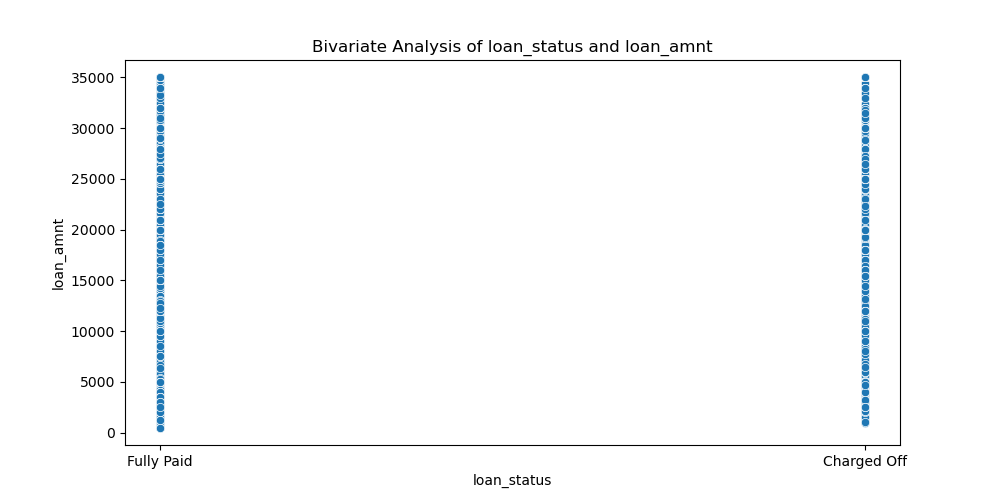 Bivariate Analysis of loan_status and loan_amnt
35000
30000
25000
20000
15000
10000
5000
0
loan_amnt
Fully Paid
Charged Off
loan_status